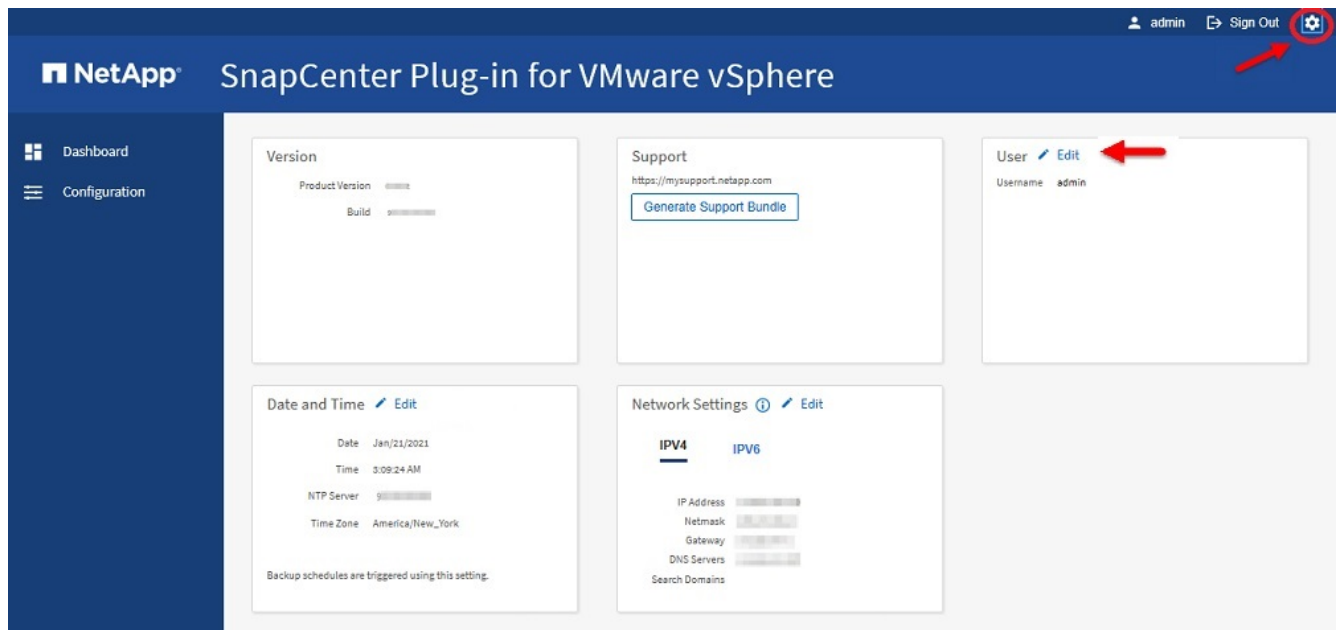 admin Sign Out
NetApp
SnapCenter Plug-in for VMware vSphere
Dashboard
Configuration
Version
Product Version
Build
Support
https://mysupport.netapp.com
Generate Support Bundle
User Edit
Username admin
Date and Time Edit
Date Jan/21/2021
Time 3:09:24 AM
NTP Server
Time Zone America/New_York
Backup schedules are triggered using this setting.
Network Settings Edit
IPV4 IPV6
IP Address
Netmask
Gateway
DNS Servers
Search Domains